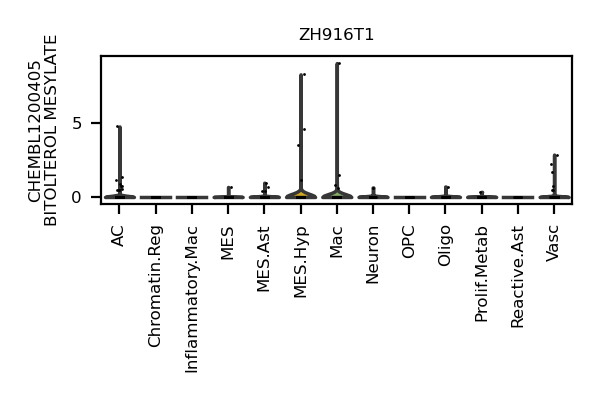 ZH916T1
CHEMBL1200405
BITOLTEROL MESYLATE
5
0
AC
Chromatin.Reg
Inflammatory.Mac
MES
MES.Ast
MES.Hyp
Mac
Neuron
OPC
Oligo
Prolif.Metab
Reactive.Ast
Vasc